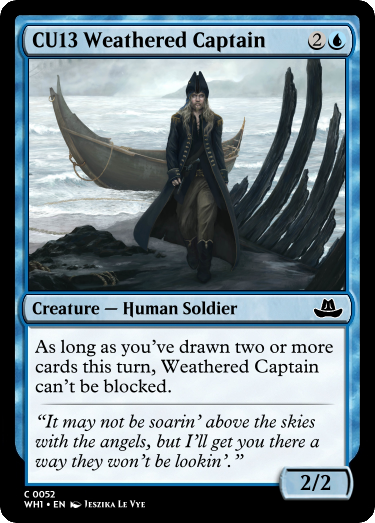 CU13 Weathered Captain 2
Creature — Human Soldier
As long as you've drawn two or more
cards this turn, Weathered Captain
can't be blocked.
“It may not be soarin’ above the skies
with the angels, but I’ll get you there a
way they won’t be lookin’.”
2/2
C 0052
WH1 • EN Jeszika Le Vye